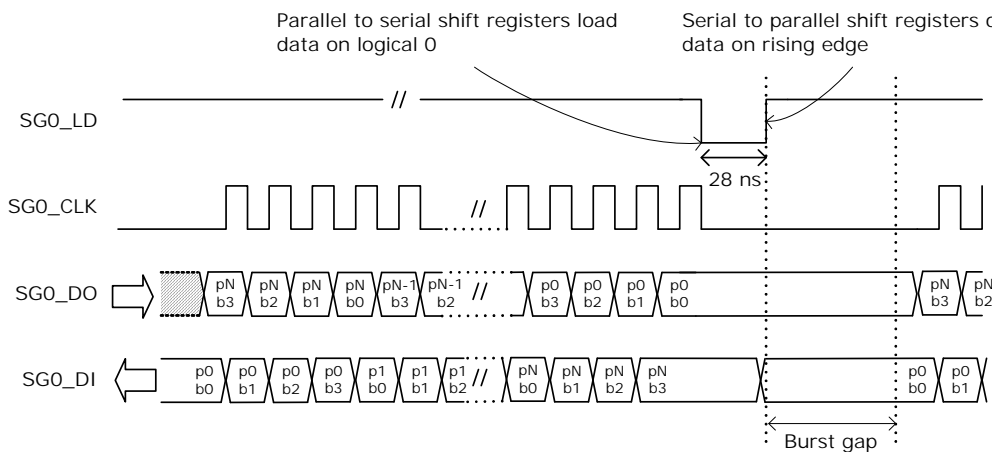 Parallel to serial shift registers load
data on logical 0
Serial to parallel shift registers
data on rising edge
SG0_LD
//
28 ns
SG0_CLK
//
SG0_DO
pN b3 pN b2 pN b1 pN b0 pN-1 b3 pN-1 b2 // p0 b3 p0 b2 p0 b1 p0 b0 pN b3 pN b2
SG0_DI
p0 b0 p0 b1 p0 b2 p0 b3 p1 b0 p1 b1 p1 b2 // pN b0 pN b1 pN b2 pN b3 p0 b0 p0 b1
Burst gap